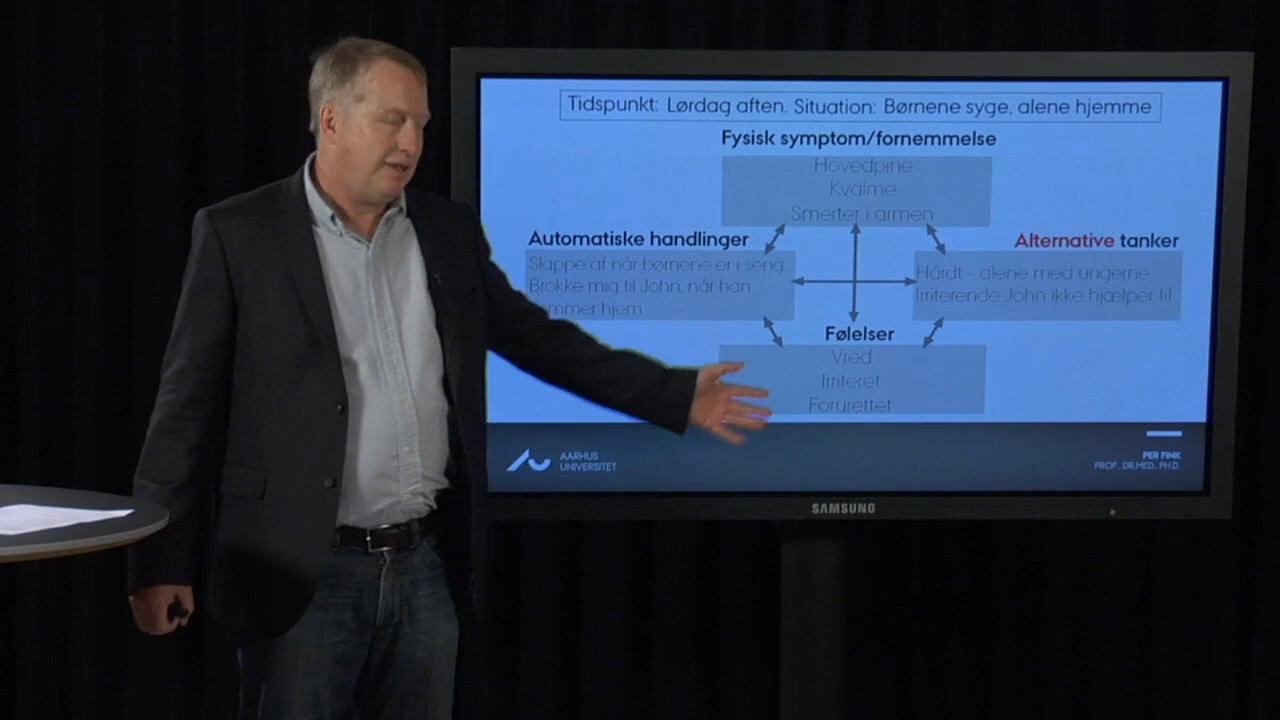 Tidspunkt: Lørdag aften. Situation: Børnene syge, alene hjemme
Fysisk symptom/fornemmelse
Hovedpine
Kvalme
Smerter i armen
Automatiske handlinger
Slappe af når børnene er i seng
Brokke mig til John, når han
hjem
Alternative tanker
Hårdt - alene med ungerne
Irriterende John ikke hjælper til
Følelser
Vred
Irriteret
Forurettet
AARHUS
UNIVERSITET
PER FINK
PROF., DR.MED., PH.D.
SAMSUNG